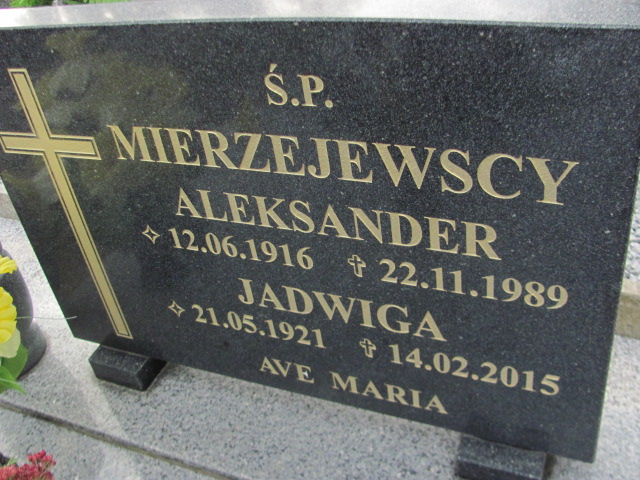 Ś.P.
MIERZEJEWSCY
ALEKSANDER
12.06.1916 22.11.1989
JADWIGA
21.05.1921 14.02.2015
AVE MARIA